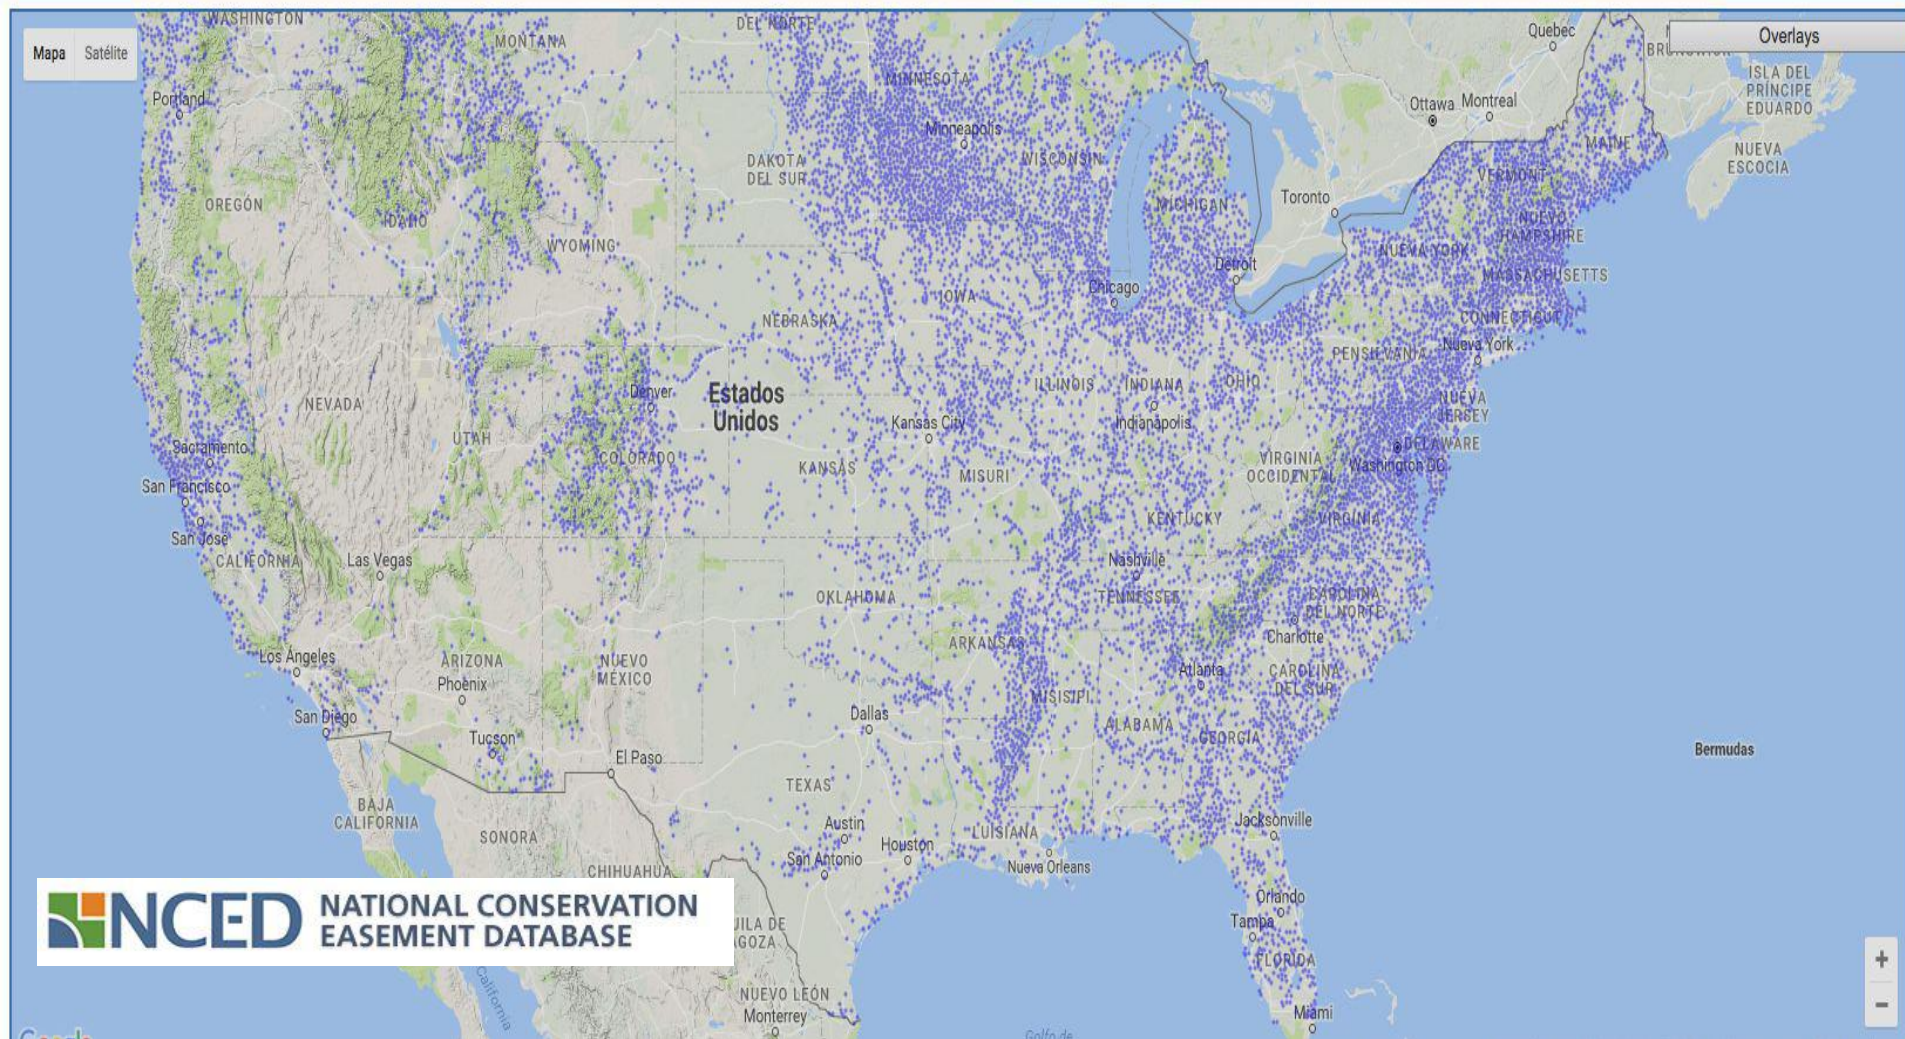 WASHINGTON
DEL NORTE
Quebec
Overlays
Mapa
Satélite
MONTANA
ISLA DEL
PRÍNCIPE
EDUARDO
MINNESOTA
Portland
Ottawa
Montreal
Minneapolis
MAINE
DAKOTA
DEL SUR
WISCONSIN
NUEVA
ESCOCIA
VERMONT
OREGÓN
IDAHO
MICHIGAN
Toronto
NUEVO
HAMPSHIRE
WYOMING
NUEVA YORK
Detroit
MASSACHUSETTS
Chicago
IOWA
NEBRASKA
CONNECTICUT
PENSILVANIA
Nueva York
Estados
Unidos
Denver
ILLINOIS
INDIANA
OHIO
NEVADA
NUEVA
JERSEY
Kansas City
Indianápolis
UTAH
Sacramento
DELAWARE
COLORADO
KANSAS
MISURI
VIRGINIA
OCCIDENTAL
Washington DC
San Francisco
KENTUCKY
VIRGINIA
San José
CALIFORNIA
Las Vegas
Nashville
OKLAHOMA
TENNESSEE
CAROLINA
DEL NORTE
Charlotte
ARKANSAS
Los Ángeles
ARIZONA
NUEVO
MÉXICO
Phoenix
Atlanta
CAROLINA
DEL SUR
MISISIPI
San Diego
Dallas
ALABAMA
GEORGIA
Tucson
El Paso
Bermudas
TEXAS
BAJA
CALIFORNIA
SONORA
Austin
Jacksonville
LUISIANA
Houston
San Antonio
Nueva Orleans
CHIHUAHUA
NCED
NATIONAL CONSERVATION
EASEMENT DATABASE
Orlando
Tampa
UILA DE
AGOZA
FLORIDA
+
−
California
NUEVO LEÓN
Monterrey
Miami
Golfo de